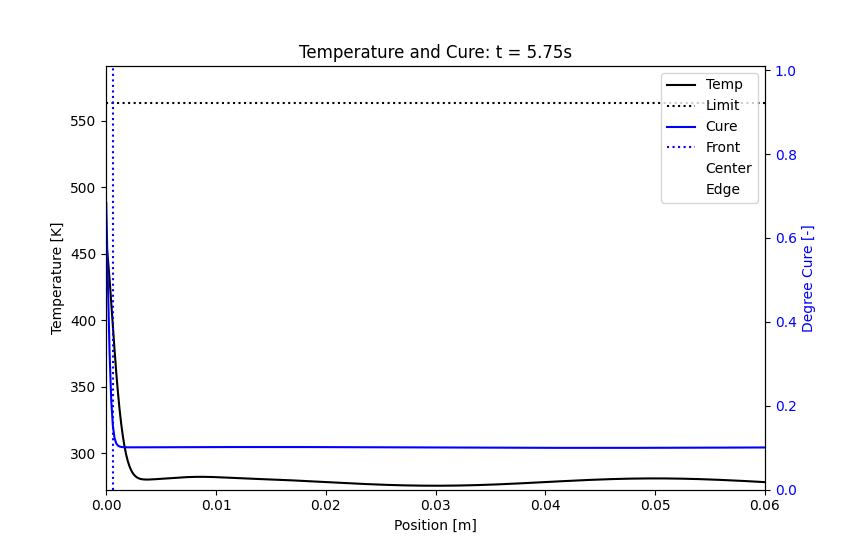 Temperature and Cure: t = 5.75s
Temp
Limit
Cure
Front
Center
Edge
Temperature [K]
550
500
450
400
350
300
Degree Cure [-]
1.0
0.8
0.6
0.4
0.2
0.0
0.00 0.01 0.02 0.03 0.04 0.05 0.06
Position [m]